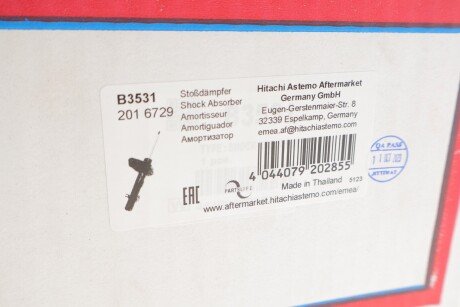 B3531
201 6729
Stoßdämpfer
Shock Absorber
Amortisseur
Amortiguador
Амортизатор
Hitachi Astemo Aftermarket
Germany GmbH
Eugen-Gerstenmaier-Str. 8
32339 Espelkamp, Germany
emea.af@hitachiastemo.com
4 044079 202855
EAC
Made in Thailand
5123
www.aftermarket.hitachiastemo.com/emea/
QA PASS